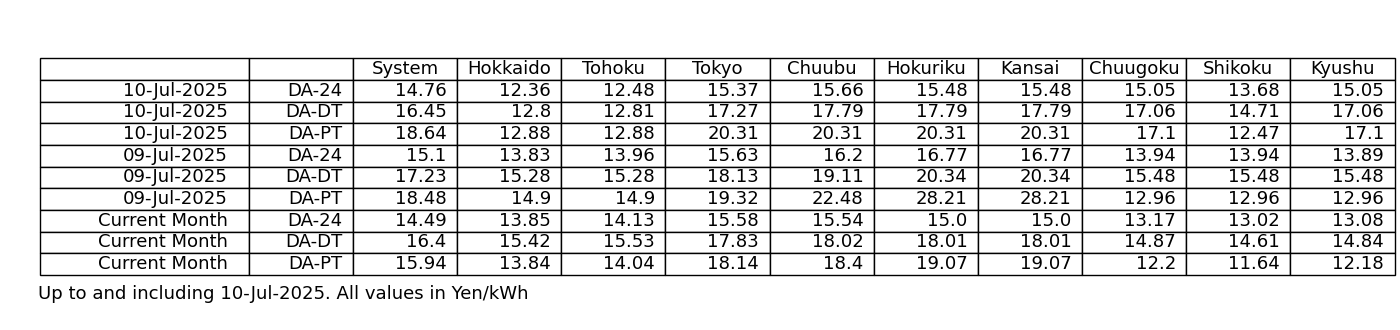 System Hokkaido Tohoku Tokyo Chuubu Hokuriku Kansai Chuugoku Shikoku Kyushu
10-Jul-2025 DA-24 14.76 12.36 12.48 15.37 15.66 15.48 15.48 15.05 13.68 15.05
10-Jul-2025 DA-DT 16.45 12.8 12.81 17.27 17.79 17.79 17.79 17.06 14.71 17.06
10-Jul-2025 DA-PT 18.64 12.88 12.88 20.31 20.31 20.31 20.31 17.1 12.47 17.1
09-Jul-2025 DA-24 15.1 13.83 13.96 15.63 16.2 16.77 16.77 13.94 13.94 13.89
09-Jul-2025 DA-DT 17.23 15.28 15.28 18.13 19.11 20.34 20.34 15.48 15.48 15.48
09-Jul-2025 DA-PT 18.48 14.9 14.9 19.32 22.48 28.21 28.21 12.96 12.96 12.96
Current Month DA-24 14.49 13.85 14.13 15.58 15.54 15.0 15.0 13.17 13.02 13.08
Current Month DA-DT 16.4 15.42 15.53 17.83 18.02 18.01 18.01 14.87 14.61 14.84
Current Month DA-PT 15.94 13.84 14.04 18.14 18.4 19.07 19.07 12.2 11.64 12.18
Up to and including 10-Jul-2025. All values in Yen/kWh